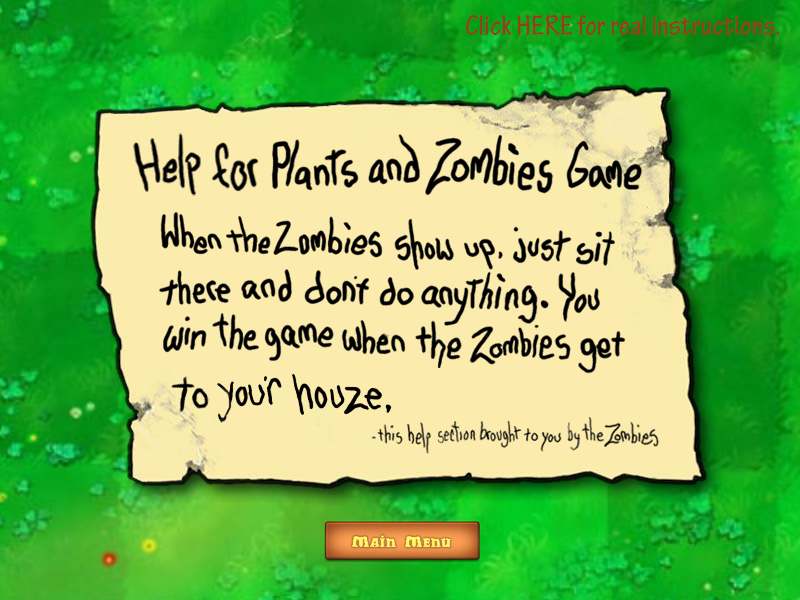 Click HERE for real Instructions.
Help for Plants and Zombies Game
When the Zombies show up, just sit
there and don't do anything. You
win the game when the Zombies get
to you'r houze.
-this help section brought to you by the Zombies
Main Menu